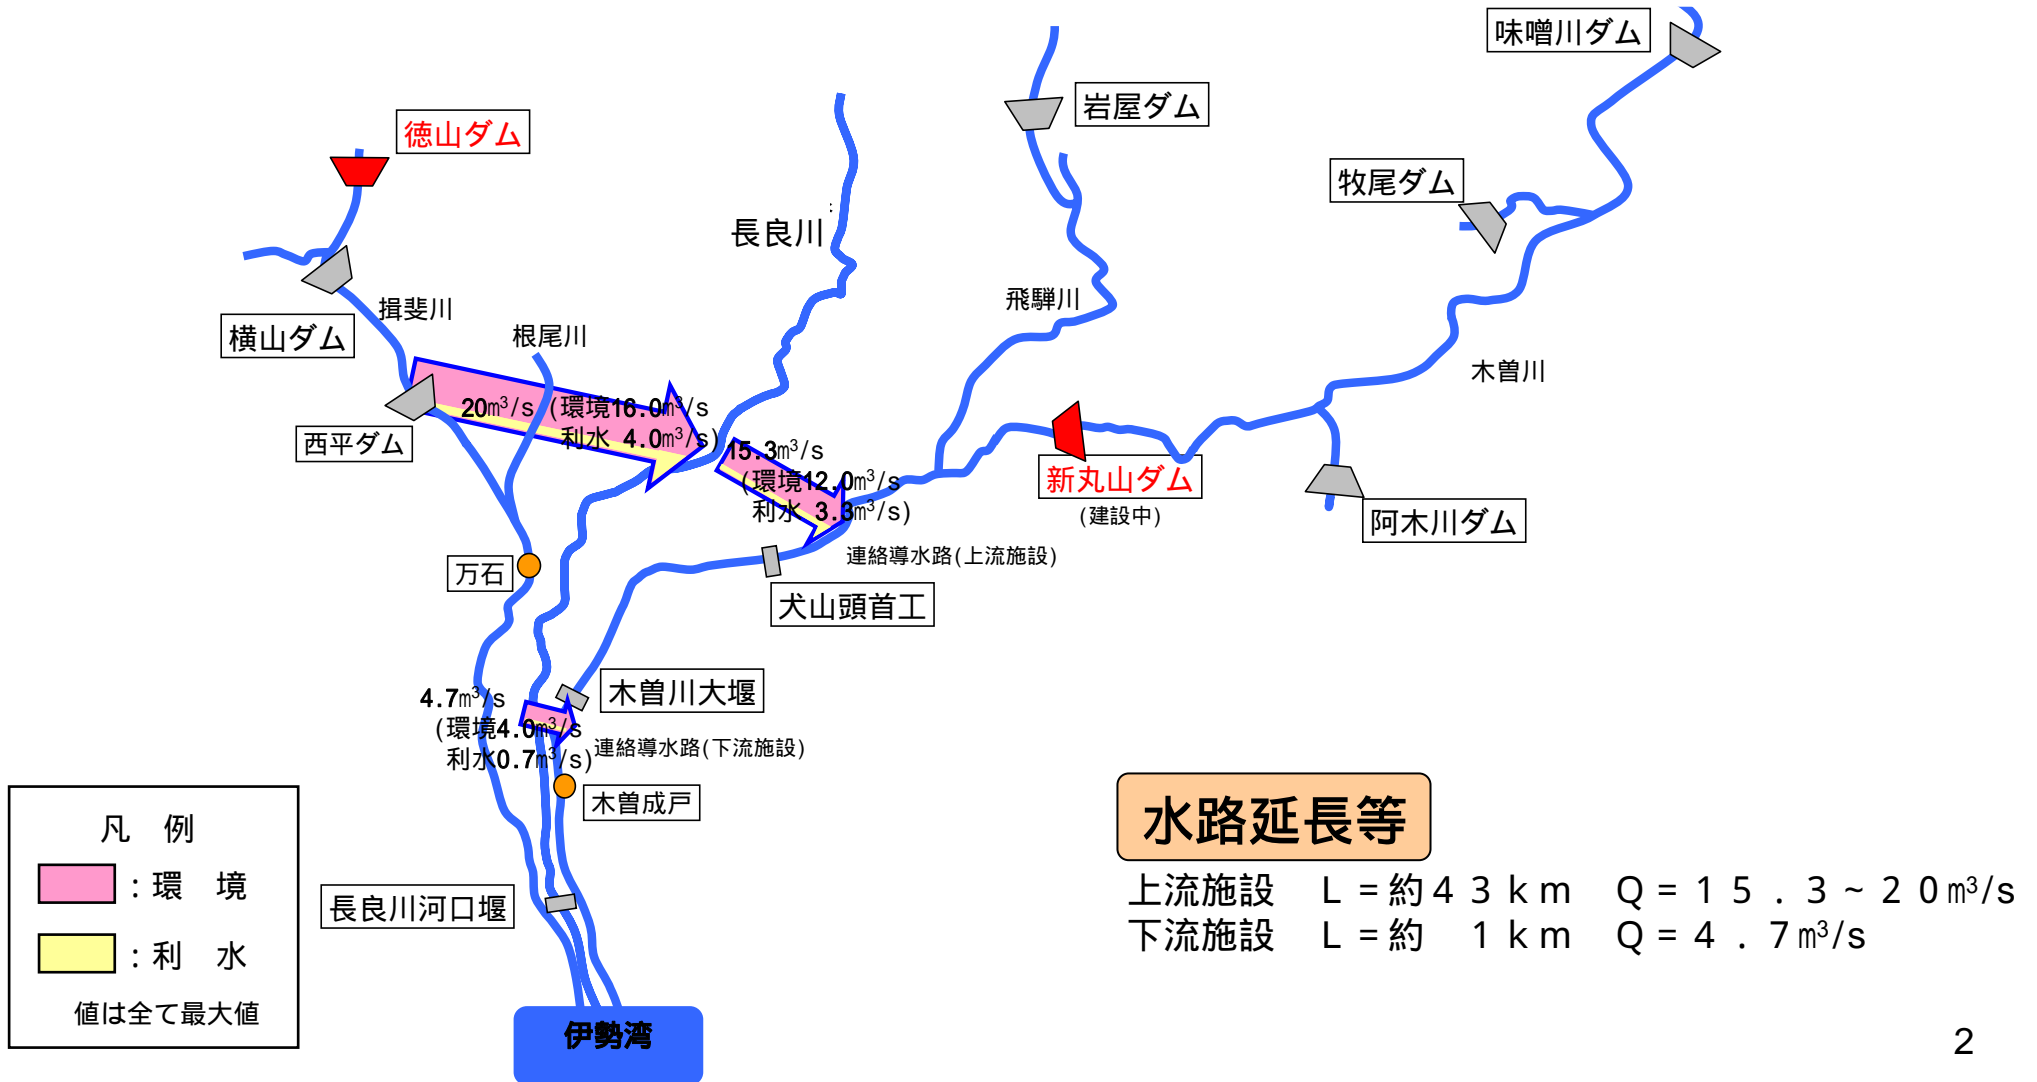 味噌川ダム
岩屋ダム
徳山ダム
牧尾ダム
長良川
揖斐川
飛騨川
横山ダム
根尾川
木曽川
20m³/s (環境16.0m³/s
利水 4.0m³/s)
西平ダム
15.3m³/s
(環境12.0m³/s
利水 3.3m³/s)
新丸山ダム
(建設中)
阿木川ダム
万石
連絡導水路(上流施設)
犬山頭首工
木曽川大堰
4.7m³/s
(環境4.0m³/s
利水0.7m³/s)
連絡導水路(下流施設)
木曽成戸
長良川河口堰
伊勢湾
凡　例
：環　境
：利　水
値は全て最大値
水路延長等
上流施設　Ｌ＝約４３ｋｍ　Ｑ＝１５．３～２０m³/s
下流施設　Ｌ＝約　１ｋｍ　Ｑ＝４．７m³/s
2